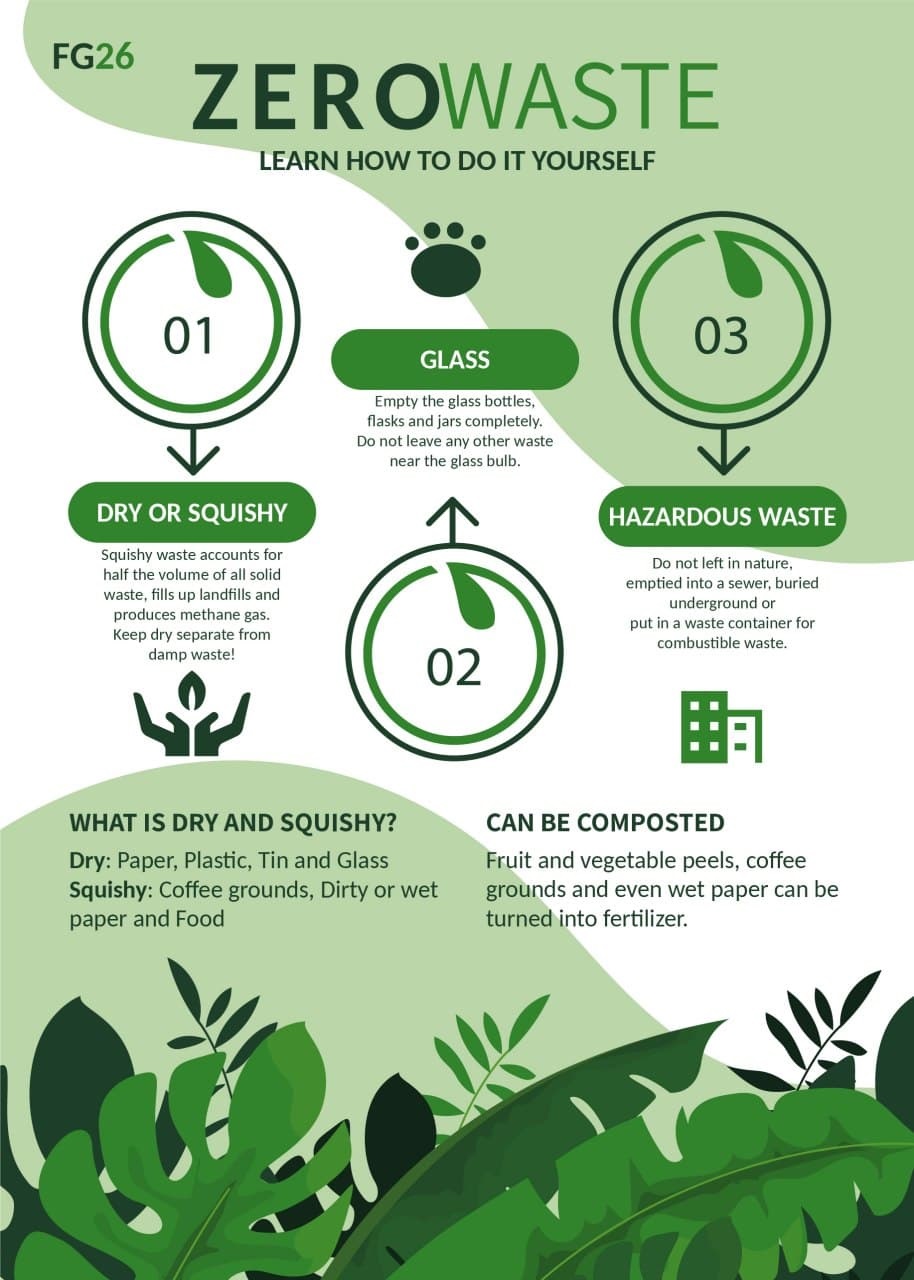 FG26
ZEROWASTE
LEARN HOW TO DO IT YOURSELF
01
DRY OR SQUISHY
Squishy waste accounts for
half the volume of all solid
waste, fills up landfills and
produces methane gas.
Keep dry separate from
damp waste!
GLASS
Empty the glass bottles,
flasks and jars completely.
Do not leave any other waste
near the glass bulb.
02
03
HAZARDOUS WASTE
Do not left in nature,
emptied into a sewer, buried
underground or
put in a waste container for
combustible waste.
WHAT IS DRY AND SQUISHY?
Dry: Paper, Plastic, Tin and Glass
Squishy: Coffee grounds, Dirty or wet
paper and Food
CAN BE COMPOSTED
Fruit and vegetable peels, coffee
grounds and even wet paper can be
turned into fertilizer.